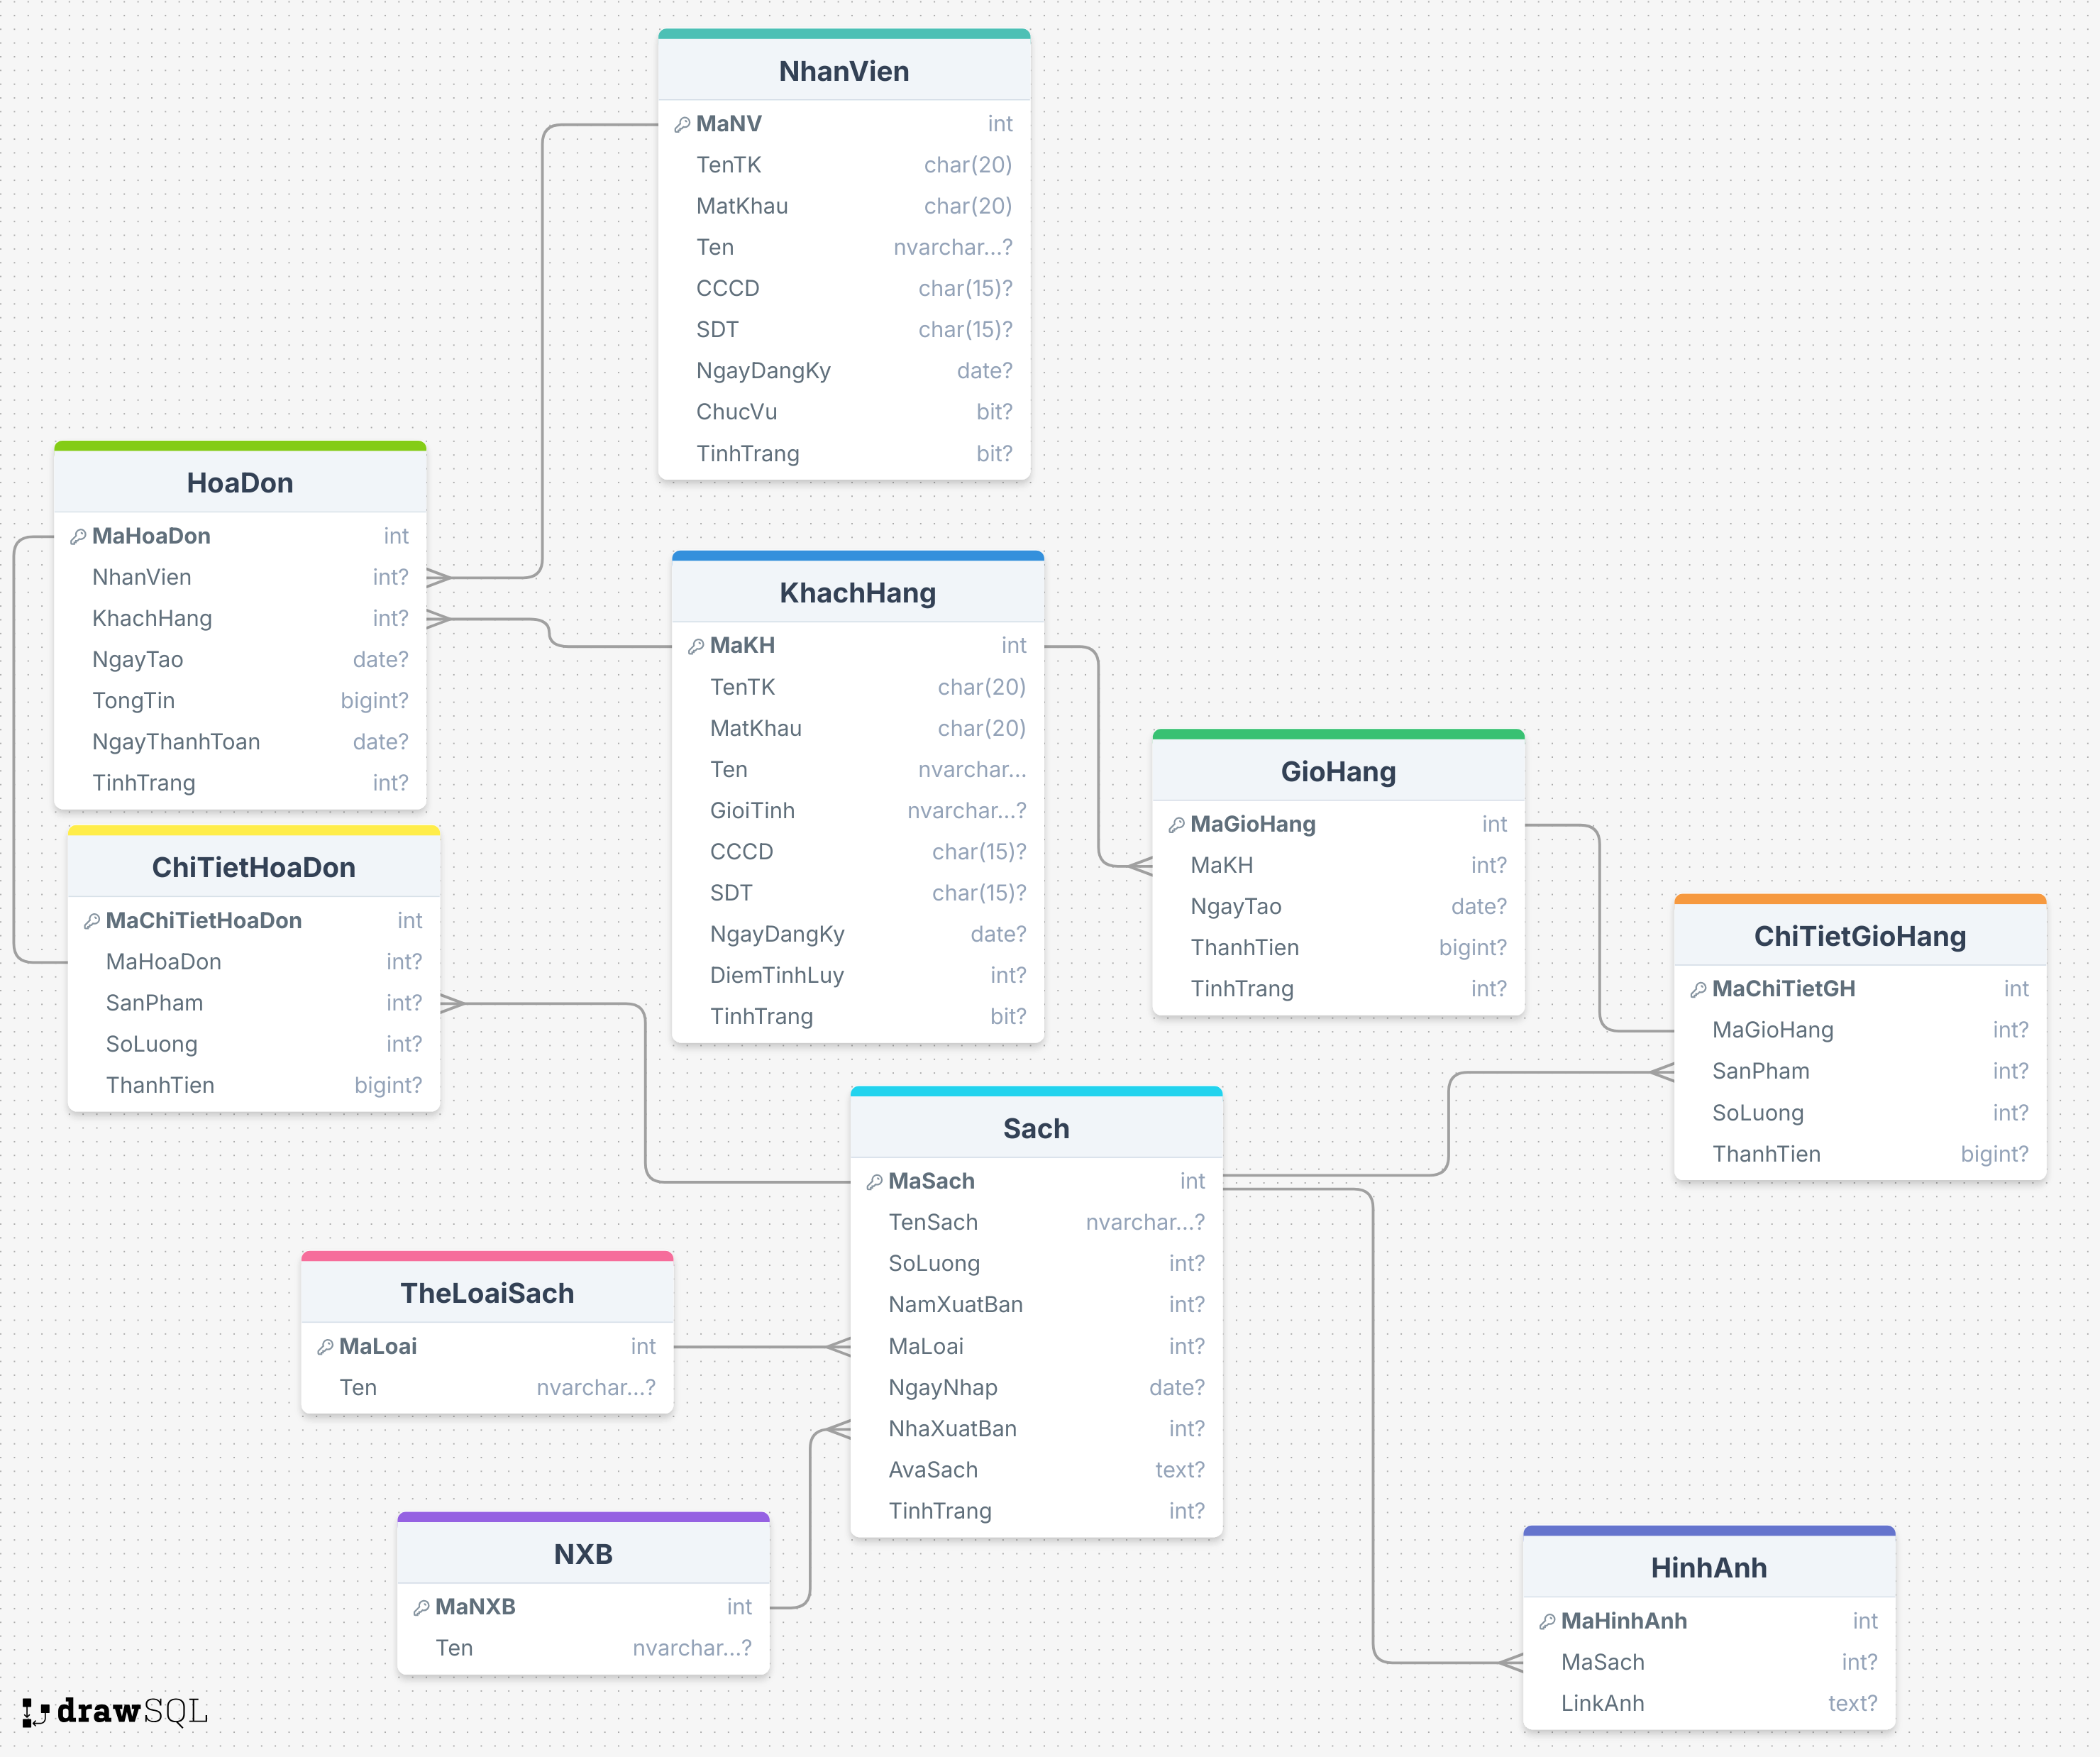 NhanVien
MaNV int
TenTK char(20)
MatKhau char(20)
Ten nvarchar...?
CCCD char(15)?
SDT char(15)?
NgayDangKy date?
ChucVu bit?
TinhTrang bit?
HoaDon
MaHoaDon int
NhanVien int?
KhachHang int?
NgayTao date?
TongTin bigint?
NgayThanhToan date?
TinhTrang int?
KhachHang
MaKH int
TenTK char(20)
MatKhau char(20)
Ten nvarchar...
GioiTinh nvarchar...?
CCCD char(15)?
SDT char(15)?
NgayDangKy date?
DiemTinhLuy int?
TinhTrang bit?
GioHang
MaGioHang int
MaKH int?
NgayTao date?
ThanhTien bigint?
TinhTrang int?
ChiTietHoaDon
MaChiTietHoaDon int
MaHoaDon int?
SanPham int?
SoLuong int?
ThanhTien bigint?
ChiTietGioHang
MaChiTietGH int
MaGioHang int?
SanPham int?
SoLuong int?
ThanhTien bigint?
Sach
MaSach int
TenSach nvarchar...?
SoLuong int?
NamXuatBan int?
MaLoai int?
NgayNhap date?
NhaXuatBan int?
AvaSach text?
TinhTrang int?
TheLoaiSach
MaLoai int
Ten nvarchar...?
NXB
MaNXB int
Ten nvarchar...?
HinhAnh
MaHinhAnh int
MaSach int?
LinkAnh text?
drawSQL